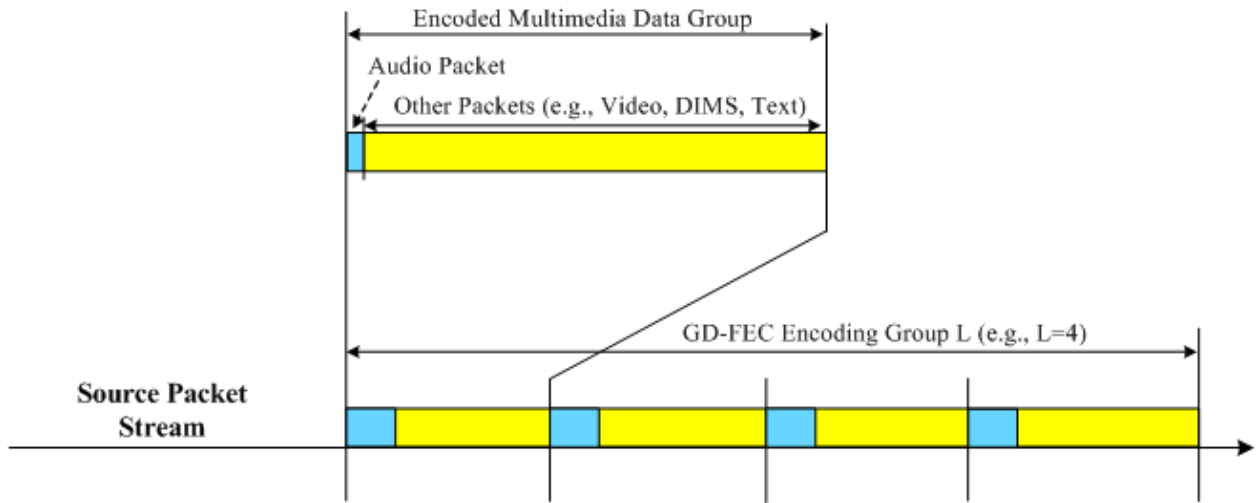 Encoded Multimedia Data Group
Audio Packet
Other Packets (e.g., Video, DIMS, Text)
GD-FEC Encoding Group L (e.g., L=4)
Source Packet
Stream